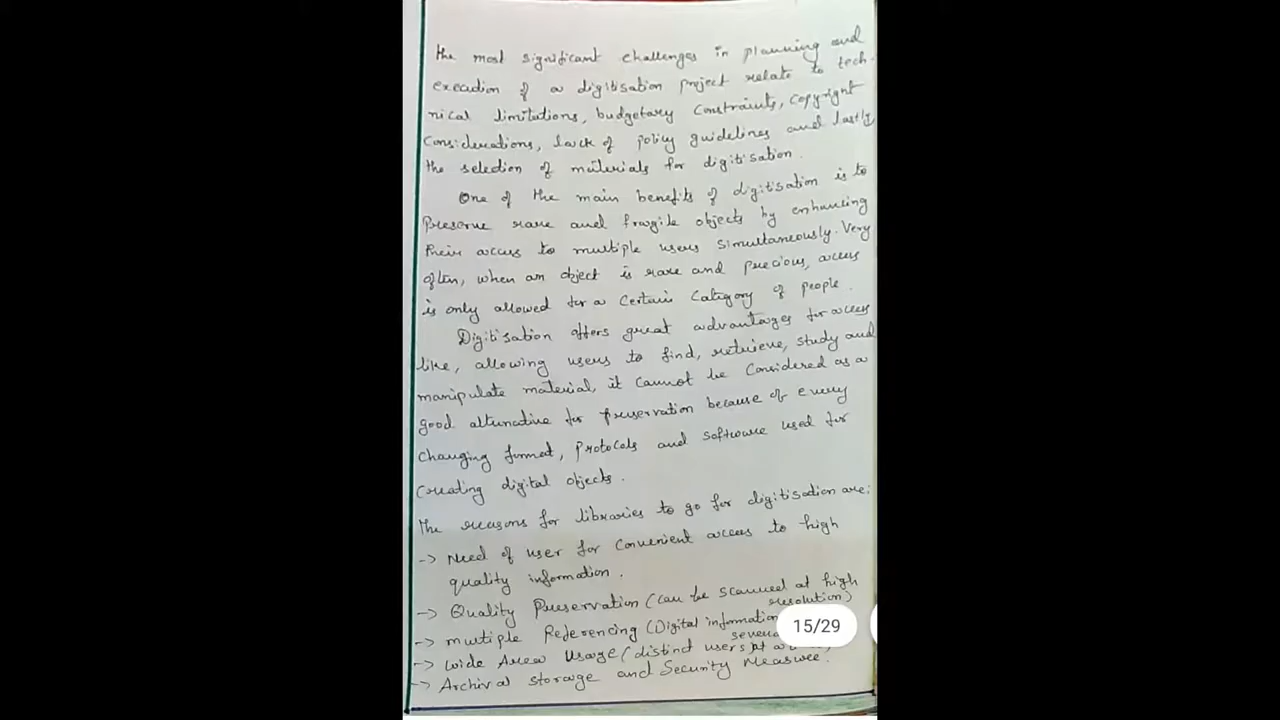 The most significant challenges in planning and
execution of a digitisation project relate to tech-
nical limitations, budgetary constraints, copyright
considerations, lack of policy guidelines and lastly
the selection of materials for digitisation.
One of the main benefits of digitisation is to
preserve rare and fragile objects by enhancing
their access to multiple users simultaneously. Very
often, when an object is rare and precious, access
is only allowed for a certain category of people.
Digitisation offers great advantages for access
like, allowing users to find, retrieve, study and
manipulate material, it cannot be considered as a
good alternative for preservation because of every
changing format, protocals and software used for
creating digital objects.
The reasons for libraries to go for digitisation are:
-> Need of user for convenient access to high
quality information.
-> Quality Preservation (can be scanned at high
resolution)
-> multiple Referencing (Digital information
-> wide Area Usage (distinct users at
-> Archival storage and Security Measure.
15/29